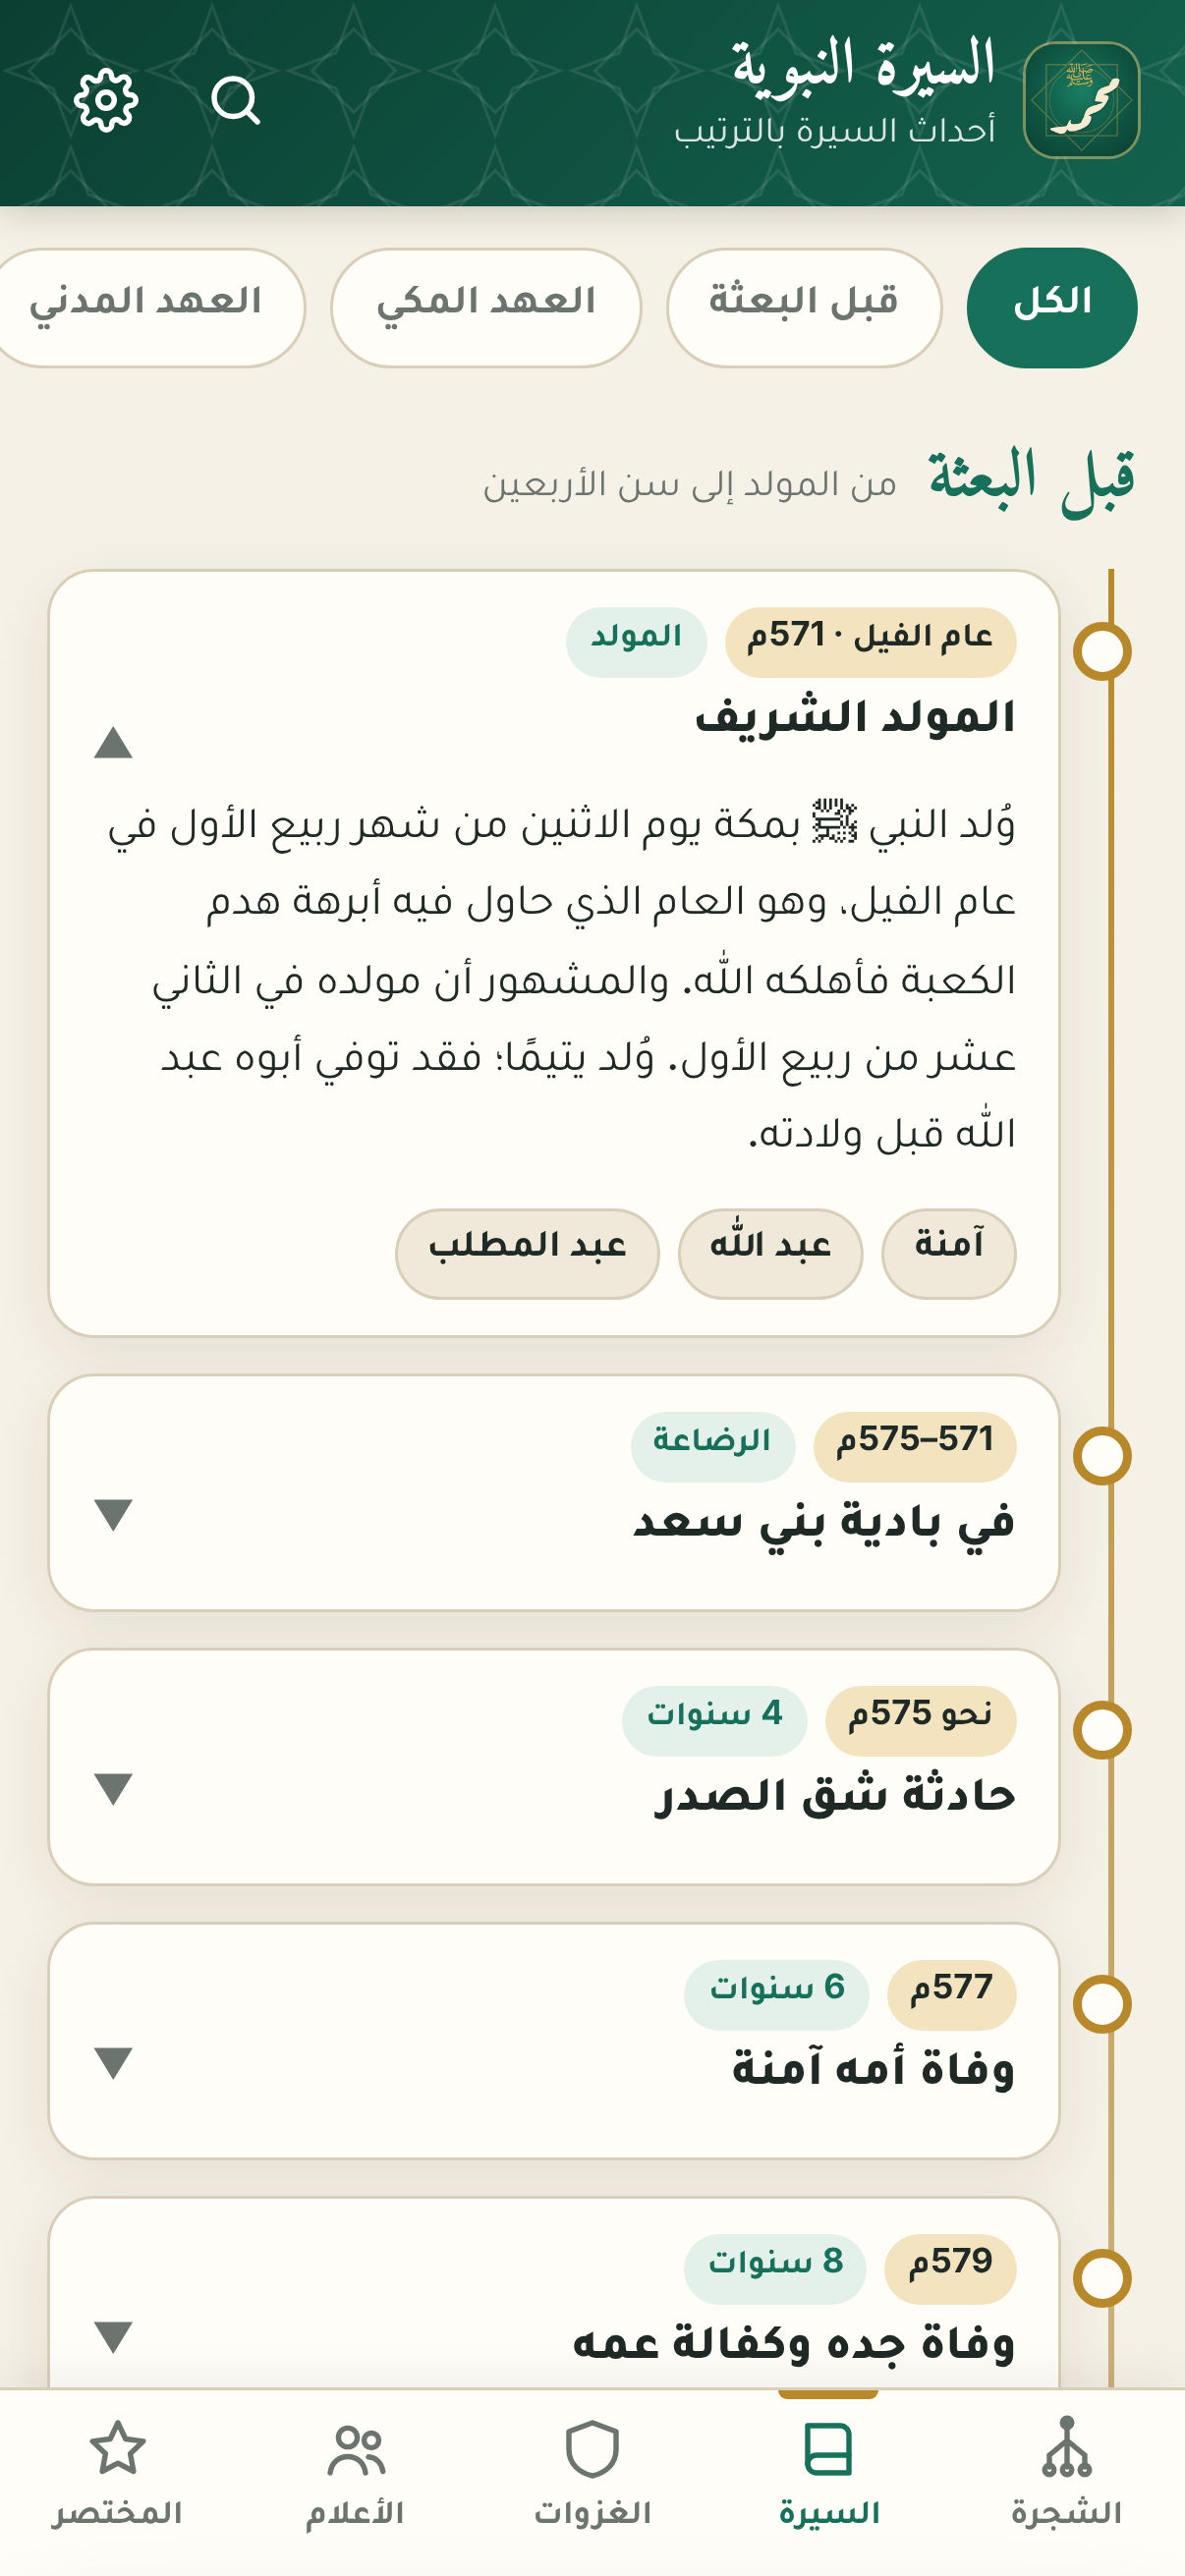 محمد ﷺ
السيرة النبوية
أحداث السيرة بالترتيب
الكل
قبل البعثة
العهد المكي
العهد المدني
قبل البعثة
من المولد إلى سن الأربعين
عام الفيل · 571م
المولد
المولد الشريف
وُلد النبي ﷺ بمكة يوم الاثنين من شهر ربيع الأول في
عام الفيل، وهو العام الذي حاول فيه أبرهة هدم
الكعبة فأهلكه الله. والمشهور أن مولده في الثاني
عشر من ربيع الأول. وُلد يتيمًا؛ فقد توفي أبوه عبد
الله قبل ولادته.
آمنة
عبد الله
عبد المطلب
571–575م
الرضاعة
في بادية بني سعد
نحو 575م
4 سنوات
حادثة شق الصدر
577م
6 سنوات
وفاة أمه آمنة
579م
8 سنوات
وفاة جده وكفالة عمه
الشجرة
السيرة
الغزوات
الأعلام
المختصر